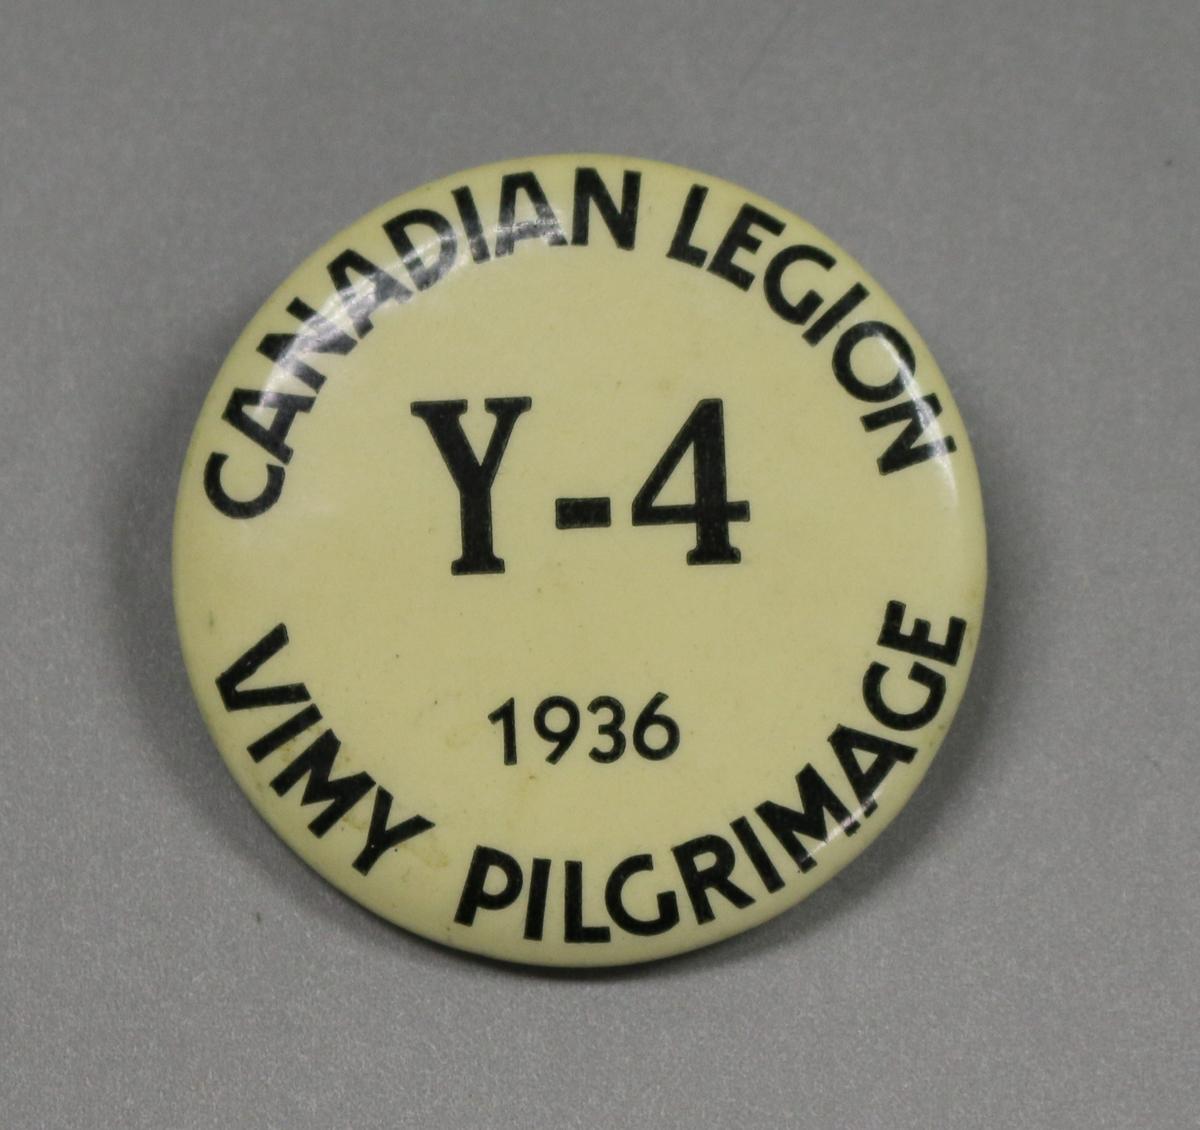 CANADIAN LEGION
Y-4
1936
VIMY PILGRIMAGE